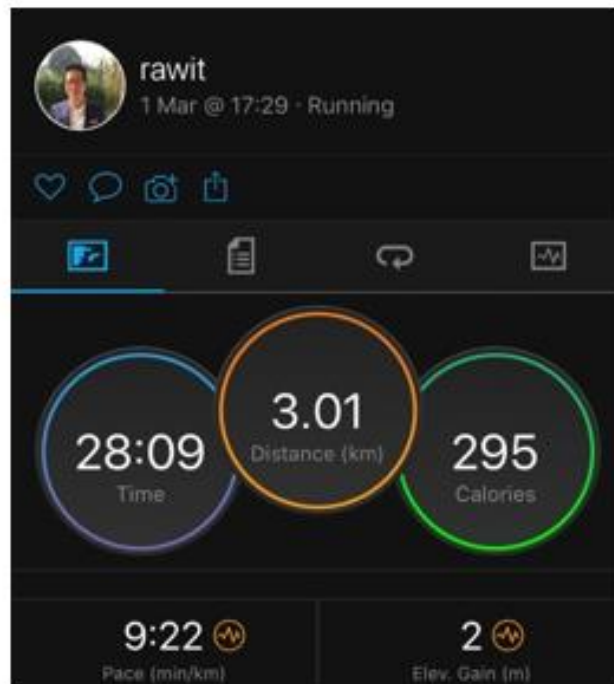 rawit
1 Mar @ 17:29 · Running
3.01
Distance (km)
28:09
Time
295
Calories
9:22
Pace (min/km)
2
Elev. Gain (m)